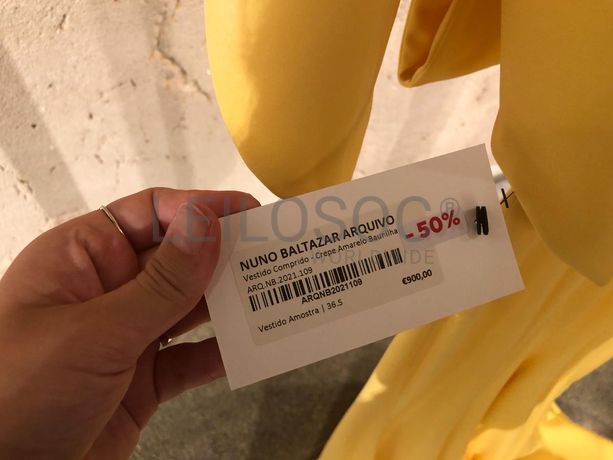 LEILOSOC®
WORLDWIDE
NUNO BALTAZAR ARQUIVO
Vestido Comprido - Crepe Amarelo Baunilha
ARQ.NB.2021.109
ARQNB2021109
€900,00
Vestido Amostra | 36.S
-50%